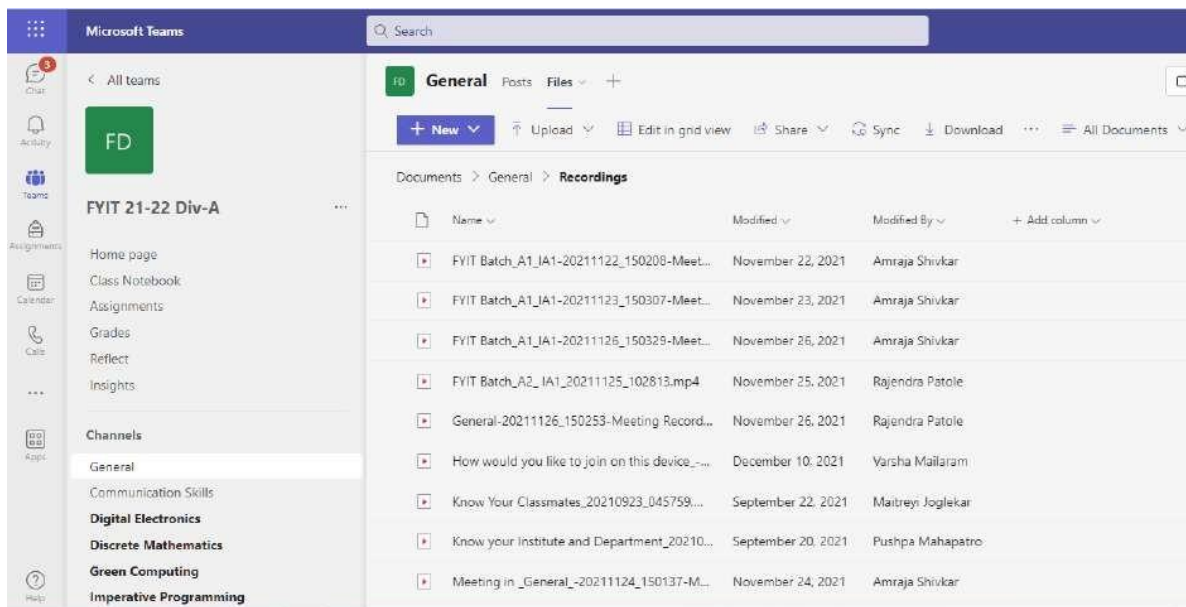 Microsoft Teams
Search
3
Chat
Activity
Teams
Assignments
Calendar
Calls
Apps
Help
All teams
FD
FYIT 21-22 Div-A
Home page
Class Notebook
Assignments
Grades
Reflect
Insights
Channels
General
Communication Skills
Digital Electronics
Discrete Mathematics
Green Computing
Imperative Programming
FD General Posts Files
New Upload Edit in grid view Share Sync Download All Documents
Documents > General > Recordings
Name Modified Modified By + Add column
FYIT Batch_A1_IA1-20211122_150208-Meet... November 22, 2021 Amraja Shivkar
FYIT Batch_A1_IA1-20211123_150307-Meet... November 23, 2021 Amraja Shivkar
FYIT Batch_A1_IA1-20211126_150329-Meet... November 26, 2021 Amraja Shivkar
FYIT Batch_A2_ IA1_20211125_102813.mp4 November 25, 2021 Rajendra Patole
General-20211126_150253-Meeting Record... November 26, 2021 Rajendra Patole
How would you like to join on this device_-... December 10, 2021 Varsha Mailaram
Know Your Classmates_20210923_045759.... September 22, 2021 Maitreyi Joglekar
Know your Institute and Department_20210... September 20, 2021 Pushpa Mahapatro
Meeting in _General_-20211124_150137-M... November 24, 2021 Amraja Shivkar